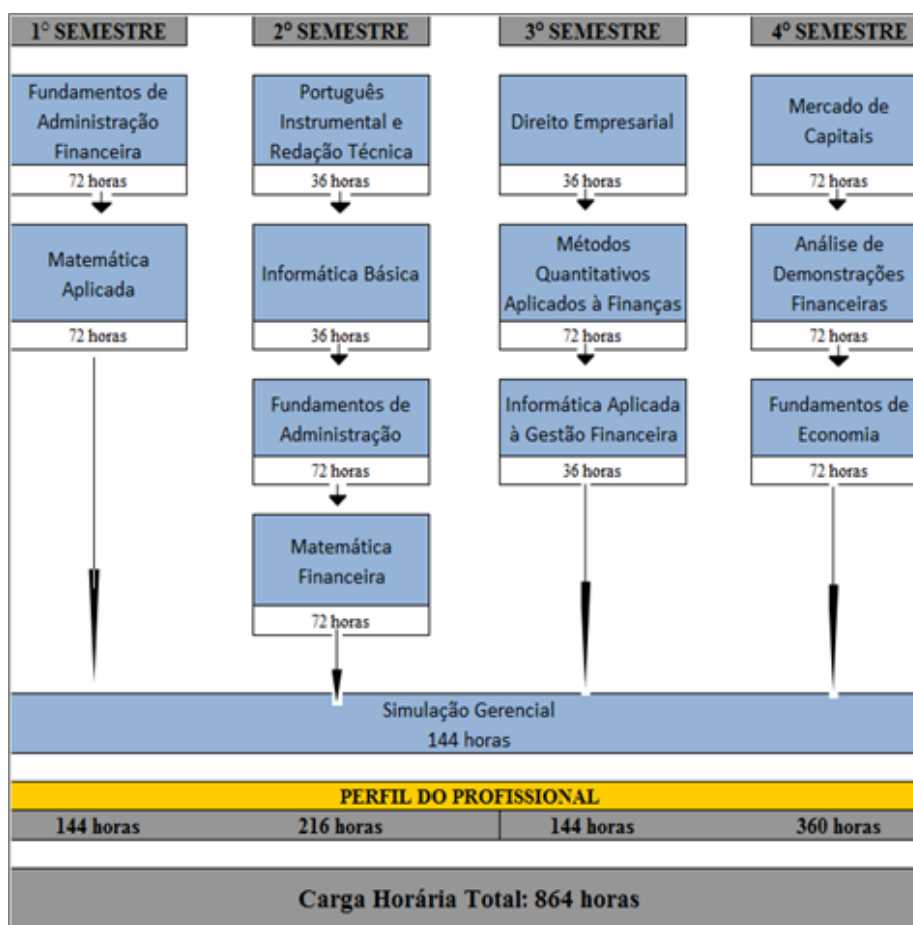 1° SEMESTRE
2º SEMESTRE
3º SEMESTRE
4º SEMESTRE
Fundamentos de
Administração
Financeira
72 horas
Matemática
Aplicada
72 horas
Português
Instrumental e
Redação Técnica
36 horas
Informática Básica
36 horas
Fundamentos de
Administração
72 horas
Matemática
Financeira
72 horas
Direito Empresarial
36 horas
Métodos
Quantitativos
Aplicados à Finanças
72 horas
Informática Aplicada
à Gestão Financeira
36 horas
Mercado de
Capitais
72 horas
Análise de
Demonstrações
Financeiras
72 horas
Fundamentos de
Economia
72 horas
Simulação Gerencial
144 horas
PERFIL DO PROFISSIONAL
144 horas
216 horas
144 horas
360 horas
Carga Horária Total: 864 horas